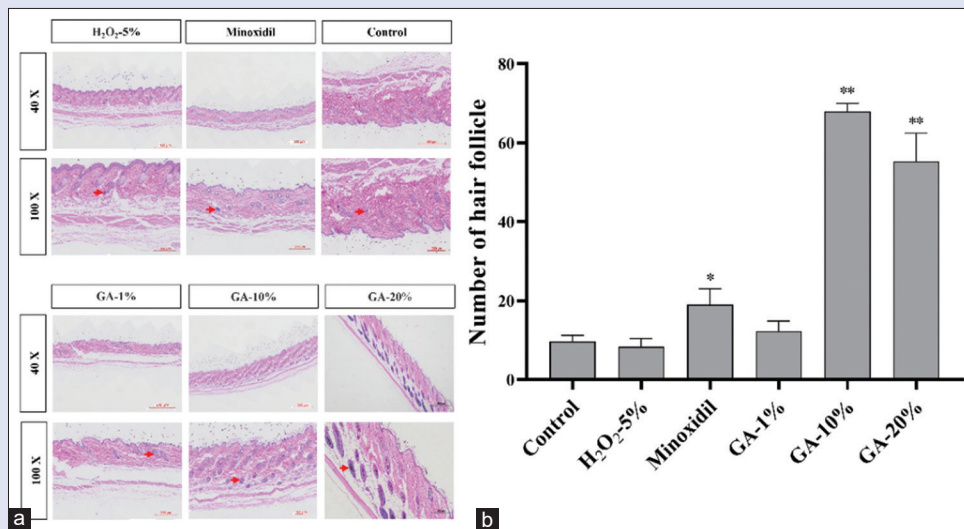 H₂O₂-5% Minoxidil Control
40 X
100 X
GA-1% GA-10% GA-20%
40 X
100 X
a
Number of hair follicle
80
60
40
20
0
*
**
**
Control
H₂O₂-5%
Minoxidil
GA-1%
GA-10%
GA-20%
b